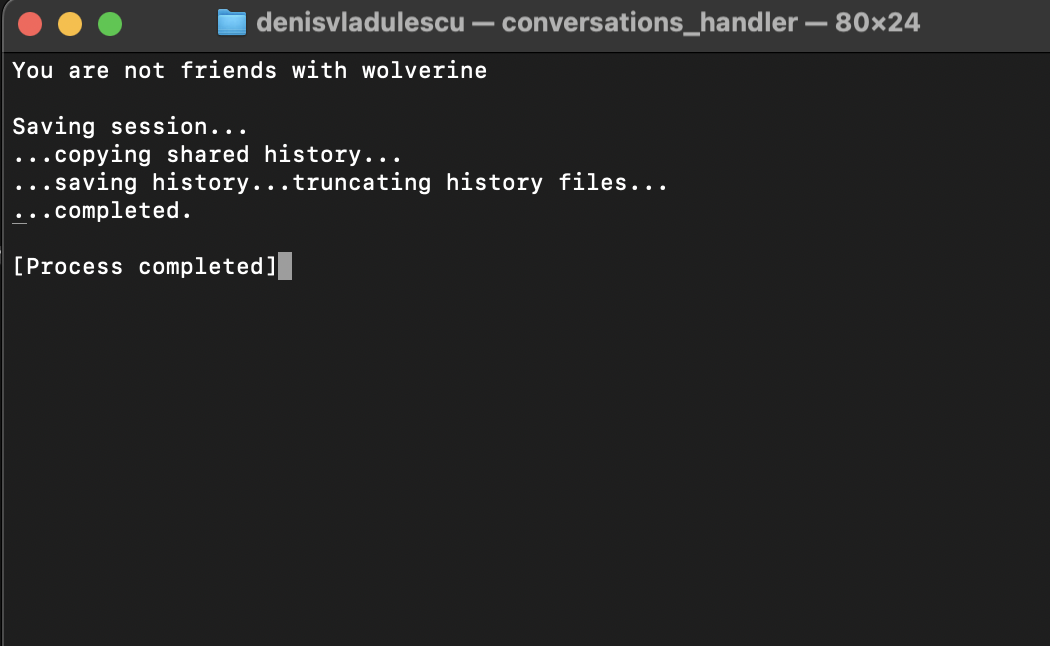 denisvladulescu — conversations_handler — 80×24
You are not friends with wolverine
Saving session...
...copying shared history...
...saving history...truncating history files...
...completed.
[Process completed]